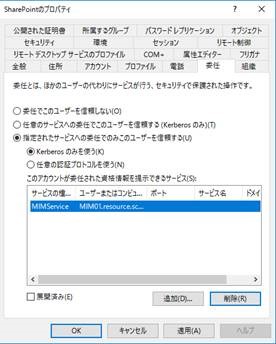 SharePointのプロパティ
公開された証明書 所属するグループ パスワード レプリケーション オブジェクト
セキュリティ 環境 セッション リモート制御
リモート デスクトップ サービスのプロファイル COM+ 属性エディター フリガナ
全般 住所 アカウント プロファイル 電話 委任 組織
委任とは、ほかのユーザーの代わりにサービスが行う、セキュリティで保護された操作です。
委任でこのユーザーを信頼しない(O)
任意のサービスへの委任でこのユーザーを信頼する (Kerberos のみ)(T)
指定されたサービスへの委任でのみこのユーザーを信頼する(U)
Kerberos のみを使う(K)
任意の認証プロトコルを使う(N)
このアカウントが委任された資格情報を提示できるサービス(S):
サービスの種... ユーザーまたはコンピュ... ポート サービス名 ドメイ
MIMService MIM01.resource.sc...
展開済み(E) 追加(D)... 削除(R)
OK キャンセル 適用(A) ヘルプ